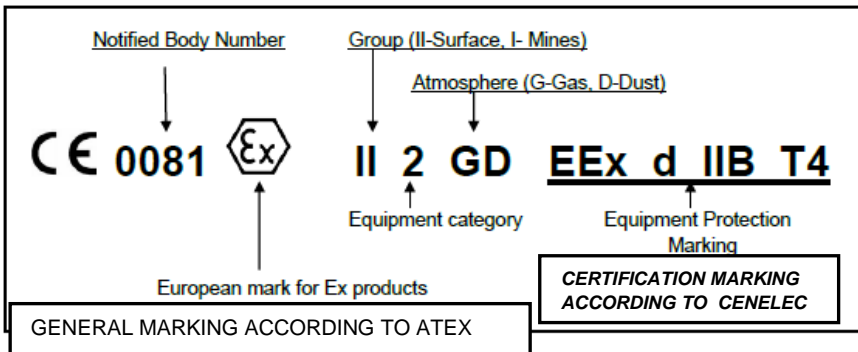 Notified Body Number
Group (II-Surface, I- Mines)
Atmosphere (G-Gas, D-Dust)
CE 0081 Ex II 2 GD EEx d IIB T4
Equipment category
Equipment Protection
Marking
European mark for Ex products
CERTIFICATION MARKING
ACCORDING TO CENELEC
GENERAL MARKING ACCORDING TO ATEX